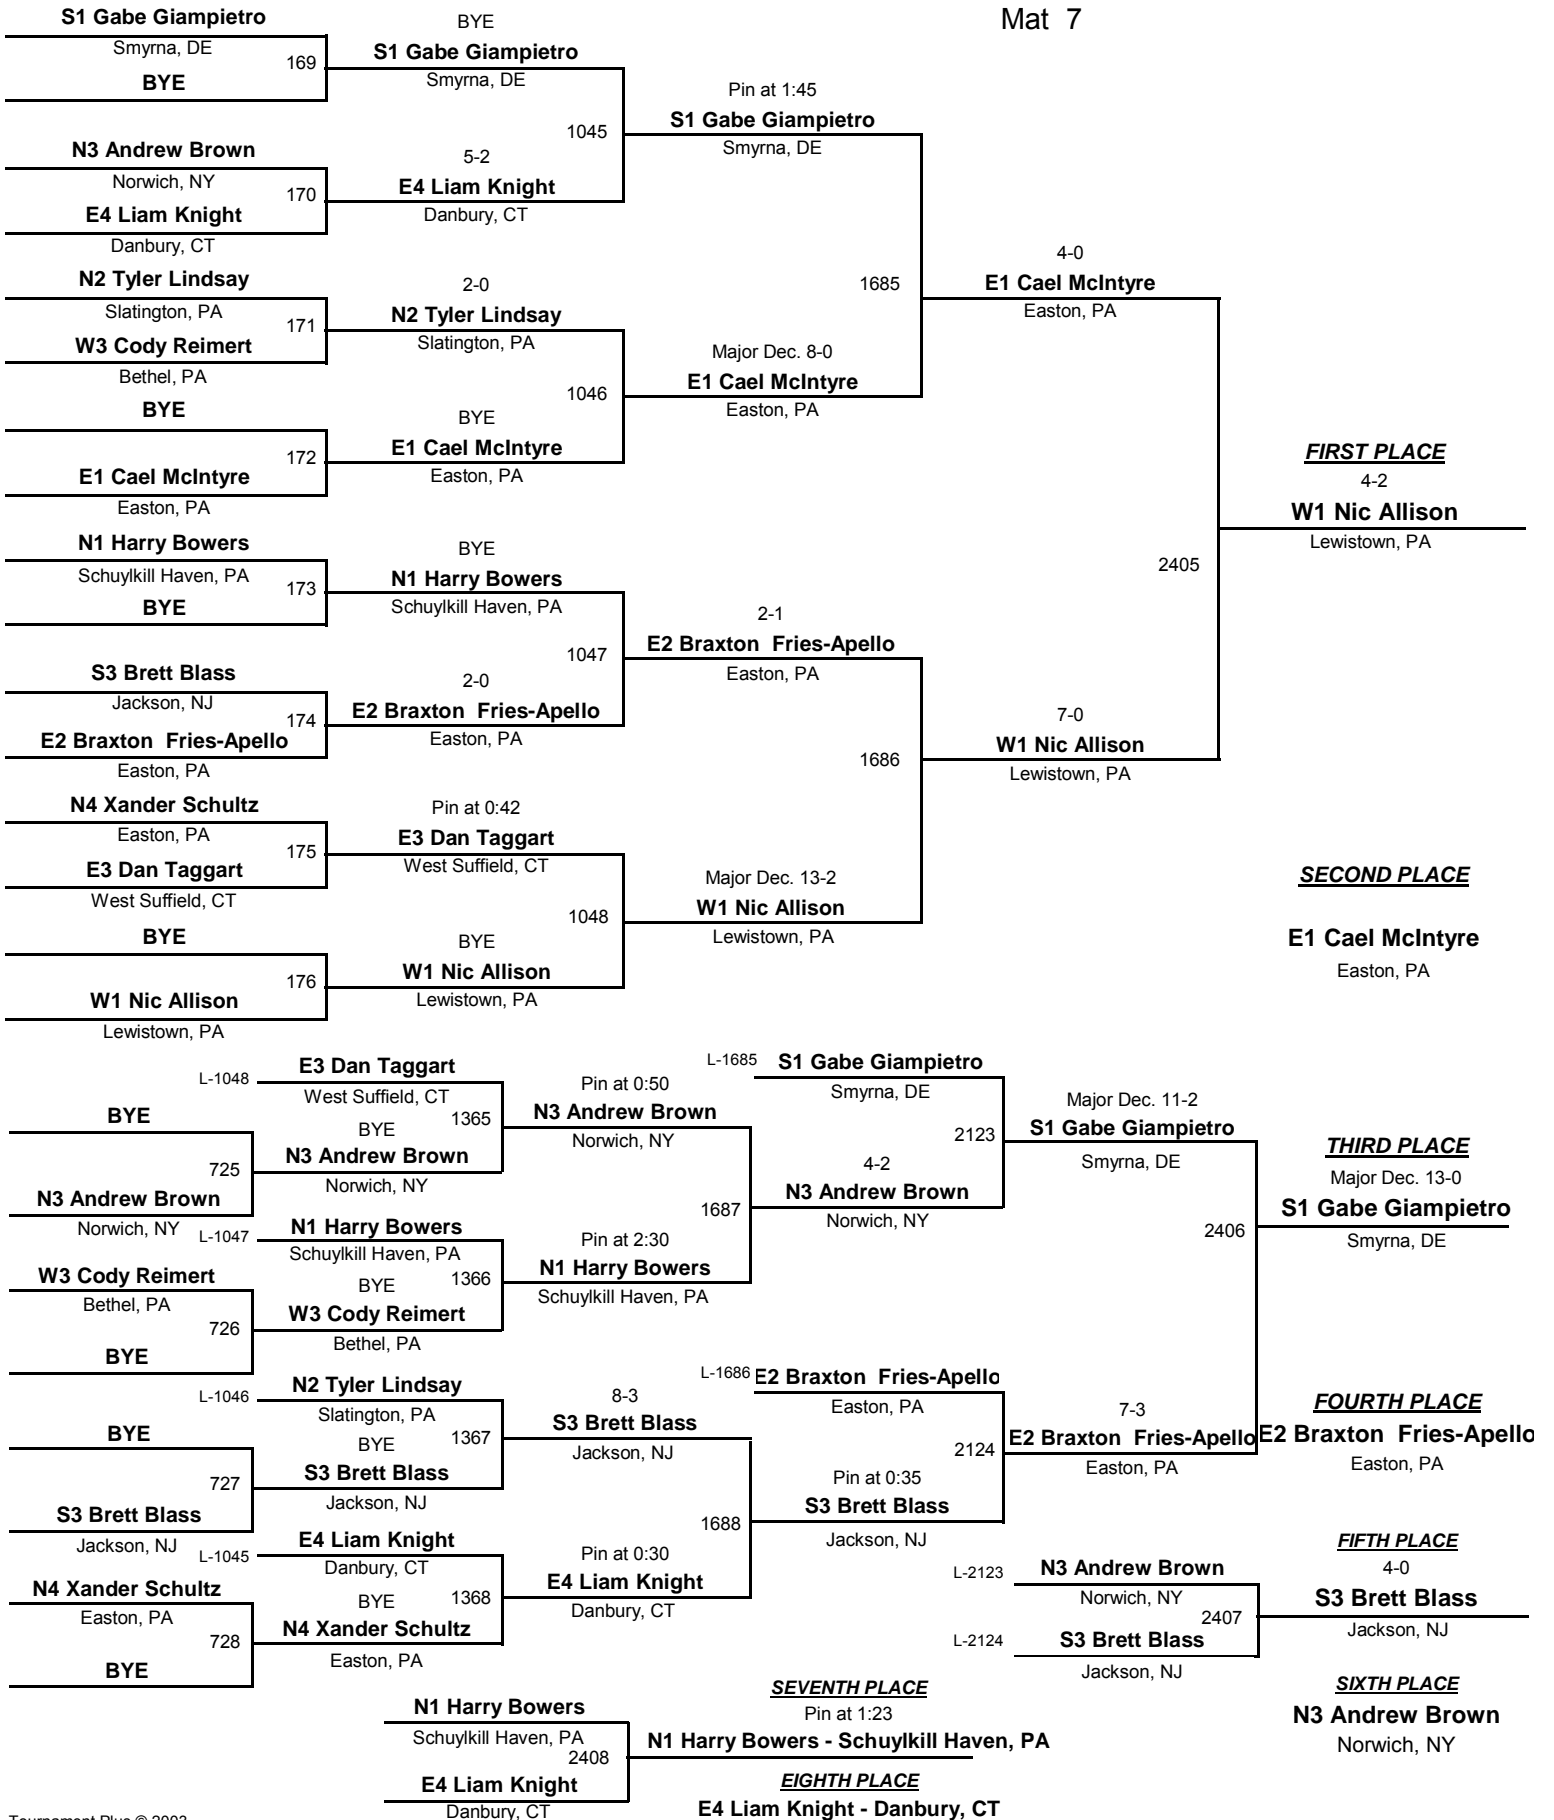 Mat 7
S1 Gabe Giampietro
Smyrna, DE
169
BYE
N3 Andrew Brown
Norwich, NY
170
E4 Liam Knight
Danbury, CT
N2 Tyler Lindsay
Slatington, PA
171
W3 Cody Reimert
Bethel, PA
BYE
172
E1 Cael McIntyre
Easton, PA
N1 Harry Bowers
Schuylkill Haven, PA
173
BYE
S3 Brett Blass
Jackson, NJ
174
E2 Braxton Fries-Apello
Easton, PA
N4 Xander Schultz
Easton, PA
175
E3 Dan Taggart
West Suffield, CT
BYE
176
W1 Nic Allison
Lewistown, PA
BYE
S1 Gabe Giampietro
Smyrna, DE
1045
5-2
E4 Liam Knight
Danbury, CT
2-0
N2 Tyler Lindsay
Slatington, PA
1046
BYE
E1 Cael McIntyre
Easton, PA
BYE
N1 Harry Bowers
Schuylkill Haven, PA
1047
2-0
E2 Braxton Fries-Apello
Easton, PA
Pin at 0:42
E3 Dan Taggart
West Suffield, CT
1048
BYE
W1 Nic Allison
Lewistown, PA
Pin at 1:45
S1 Gabe Giampietro
Smyrna, DE
1685
Major Dec. 8-0
E1 Cael McIntyre
Easton, PA
2-1
E2 Braxton Fries-Apello
Easton, PA
1686
Major Dec. 13-2
W1 Nic Allison
Lewistown, PA
4-0
E1 Cael McIntyre
Easton, PA
2405
7-0
W1 Nic Allison
Lewistown, PA
FIRST PLACE
4-2
W1 Nic Allison
Lewistown, PA
SECOND PLACE
E1 Cael McIntyre
Easton, PA
L-1048
E3 Dan Taggart
West Suffield, CT
BYE
725
N3 Andrew Brown
Norwich, NY
1365
BYE
N3 Andrew Brown
Norwich, NY
L-1047
N1 Harry Bowers
Schuylkill Haven, PA
W3 Cody Reimert
Bethel, PA
726
BYE
1366
BYE
W3 Cody Reimert
Bethel, PA
L-1046
N2 Tyler Lindsay
Slatington, PA
BYE
727
S3 Brett Blass
Jackson, NJ
1367
BYE
S3 Brett Blass
Jackson, NJ
L-1045
E4 Liam Knight
Danbury, CT
N4 Xander Schultz
Easton, PA
728
BYE
1368
BYE
N4 Xander Schultz
Easton, PA
Pin at 0:50
N3 Andrew Brown
Norwich, NY
1687
Pin at 2:30
N1 Harry Bowers
Schuylkill Haven, PA
8-3
S3 Brett Blass
Jackson, NJ
1688
Pin at 0:30
E4 Liam Knight
Danbury, CT
L-1685
S1 Gabe Giampietro
Smyrna, DE
2123
4-2
N3 Andrew Brown
Norwich, NY
L-1686
E2 Braxton Fries-Apello
Easton, PA
2124
Pin at 0:35
S3 Brett Blass
Jackson, NJ
Major Dec. 11-2
S1 Gabe Giampietro
Smyrna, DE
2406
7-3
E2 Braxton Fries-Apello
Easton, PA
THIRD PLACE
Major Dec. 13-0
S1 Gabe Giampietro
Smyrna, DE
FOURTH PLACE
E2 Braxton Fries-Apello
Easton, PA
L-2123
N3 Andrew Brown
Norwich, NY
2407
L-2124
S3 Brett Blass
Jackson, NJ
FIFTH PLACE
4-0
S3 Brett Blass
Jackson, NJ
SIXTH PLACE
N3 Andrew Brown
Norwich, NY
N1 Harry Bowers
Schuylkill Haven, PA
2408
E4 Liam Knight
Danbury, CT
SEVENTH PLACE
Pin at 1:23
N1 Harry Bowers - Schuylkill Haven, PA
EIGHTH PLACE
E4 Liam Knight - Danbury, CT
Tournament Plus © 2003